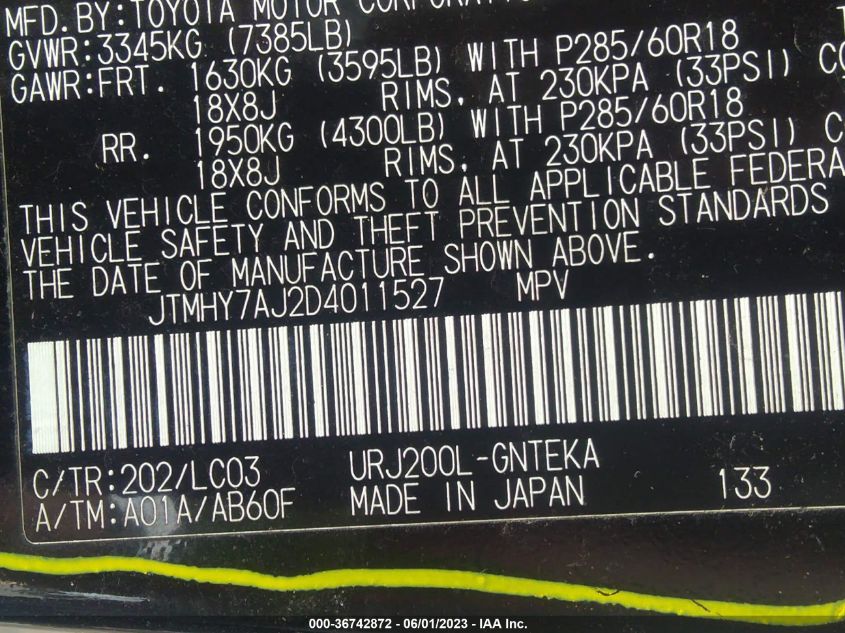 MFD.BY:TOYOTA MOTOR CORPORATION
GVWR:3345KG (7385LB)
GAWR:FRT. 1630KG (3595LB) WITH P285/60R18
18X8J RIMS, AT 230KPA (33PSI) CO
RR. 1950KG (4300LB) WITH P285/60R18
18X8J RIMS, AT 230KPA (33PSI) C
THIS VEHICLE CONFORMS TO ALL APPLICABLE FEDERA
VEHICLE SAFETY AND THEFT PREVENTION STANDARDS
THE DATE OF MANUFACTURE SHOWN ABOVE.
JTMHY7AJ2D4011527 MPV
C/TR:202/LC03 URJ200L-GNTEKA
A/TM:A01A/AB60F MADE IN JAPAN 133
000-36742872 - 06/01/2023 - IAA Inc.